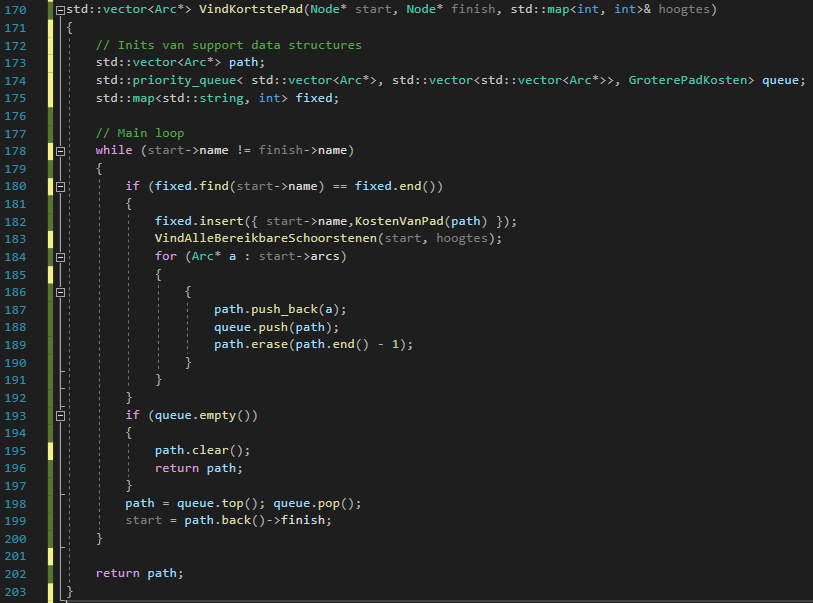 170 std::vector<Arc*> VindKortstePad(Node* start, Node* finish, std::map<int, int>& hoogtes)
171 {
172     // Inits van support data structures
173     std::vector<Arc*> path;
174     std::priority_queue< std::vector<Arc*>, std::vector<std::vector<Arc*>>, GroterePadKosten> queue;
175     std::map<std::string, int> fixed;
176
177     // Main loop
178     while (start->name != finish->name)
179     {
180         if (fixed.find(start->name) == fixed.end())
181         {
182             fixed.insert({ start->name,KostenVanPad(path) });
183             VindAlleBereikbareSchoorstenen(start, hoogtes);
184             for (Arc* a : start->arcs)
185             {
186                 {
187                     path.push_back(a);
188                     queue.push(path);
189                     path.erase(path.end() - 1);
190                 }
191             }
192         }
193         if (queue.empty())
194         {
195             path.clear();
196             return path;
197         }
198         path = queue.top(); queue.pop();
199         start = path.back()->finish;
200     }
201
202     return path;
203 }